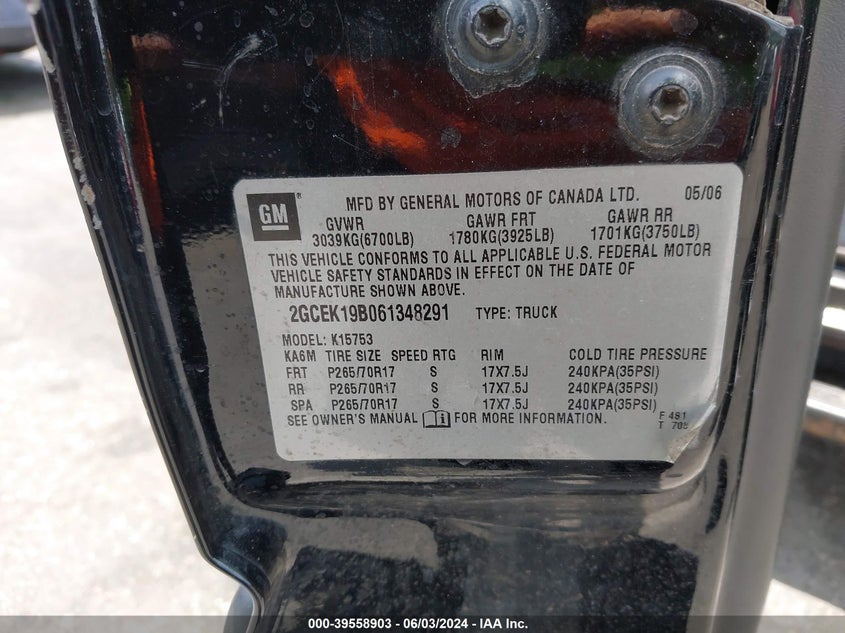 GM ® MFD BY GENERAL MOTORS OF CANADA LTD. 05/06
GVWR GAWR FRT GAWR RR
3039KG(6700LB) 1780KG(3925LB) 1701KG(3750LB)
THIS VEHICLE CONFORMS TO ALL APPLICABLE U.S. FEDERAL MOTOR
VEHICLE SAFETY STANDARDS IN EFFECT ON THE DATE OF
MANUFACTURE SHOWN ABOVE.
2GCEK19B061348291 TYPE: TRUCK
MODEL: K15753
KA6M TIRE SIZE SPEED RTG RIM COLD TIRE PRESSURE
FRT P265/70R17 S 17X7.5J 240KPA(35PSI)
RR P265/70R17 S 17X7.5J 240KPA(35PSI)
SPA P265/70R17 S 17X7.5J 240KPA(35PSI)
SEE OWNER'S MANUAL i FOR MORE INFORMATION.
F 481
T 705
000-39558903 - 06/03/2024 - IAA Inc.